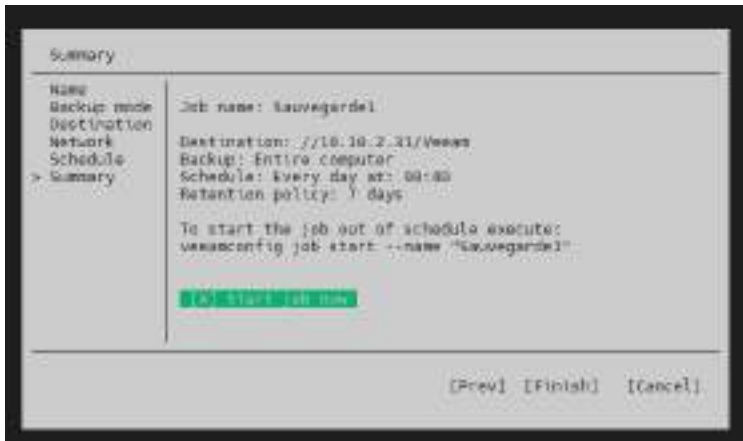 Summary
Name
Backup mode
Destination
Network
Schedule
> Summary
Job name: Sauvegarde1
Destination: //10.10.2.31/Veeam
Backup: Entire computer
Schedule: Every day at: 00:00
Retention policy: 7 days
To start the job out of schedule execute:
veeamconfig job start --name "Sauvegarde1"
[X] Start job now
[Prev] [Finish] [Cancel]